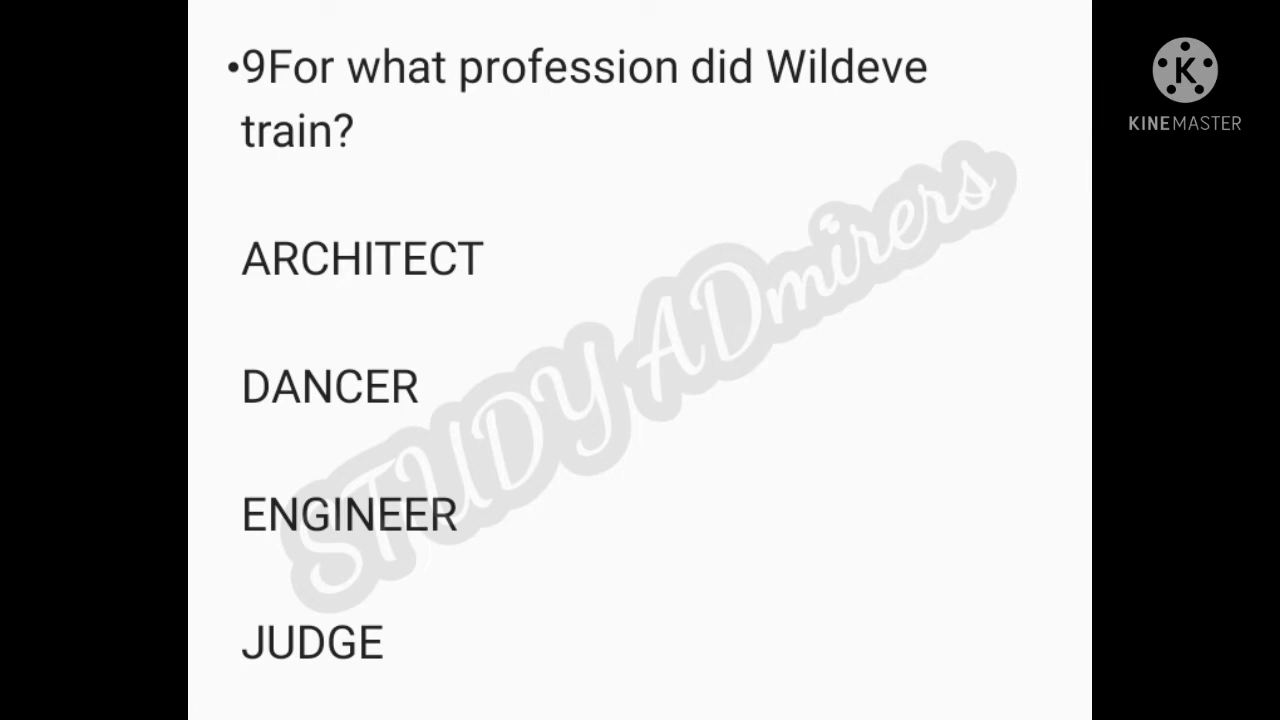 •9For what profession did Wildeve
train?
ARCHITECT
DANCER
ENGINEER
JUDGE
STUDY ADmirers
K
KINEMASTER